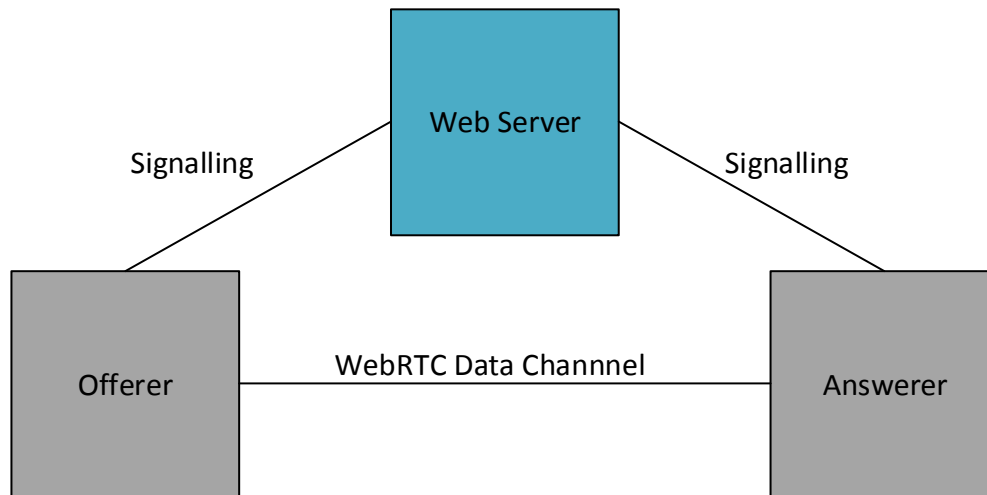 Web Server
Signalling
Signalling
WebRTC Data Channnel
Offerer
Answerer